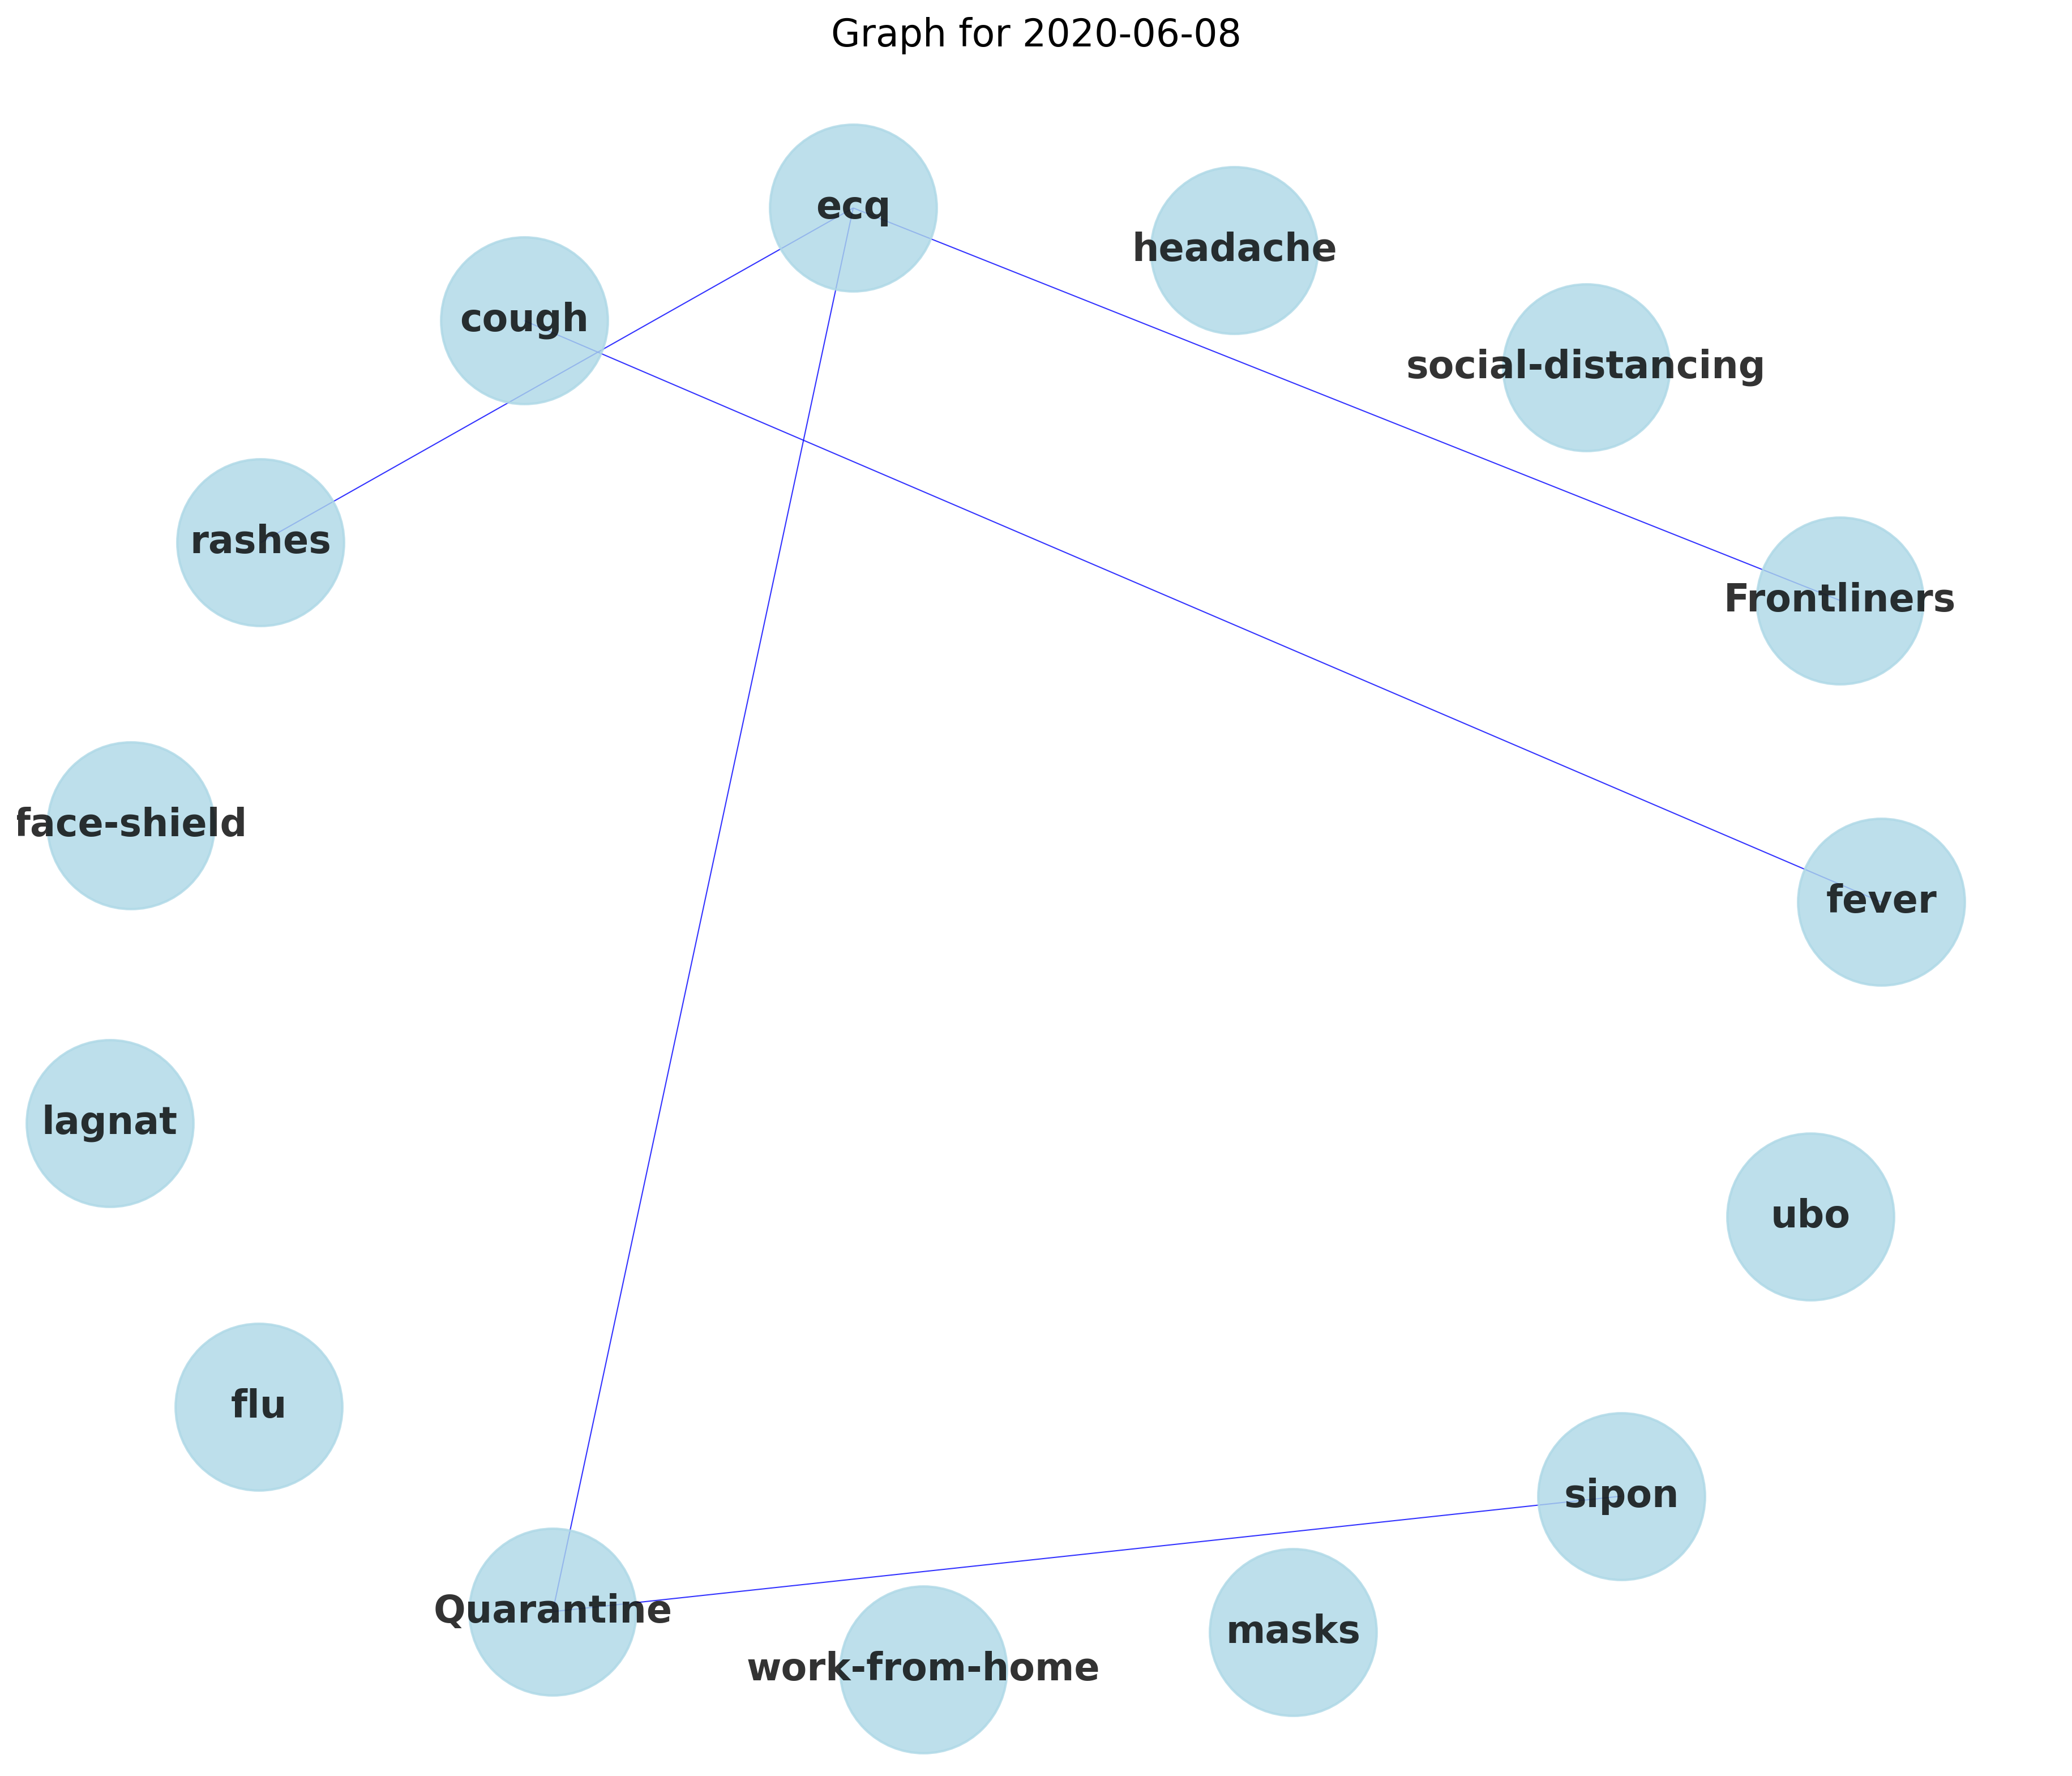 Graph for 2020-06-08
ecq
headache
cough
social-distancing
rashes
Frontliners
face-shield
fever
lagnat
ubo
flu
sipon
Quarantine
masks
work-from-home